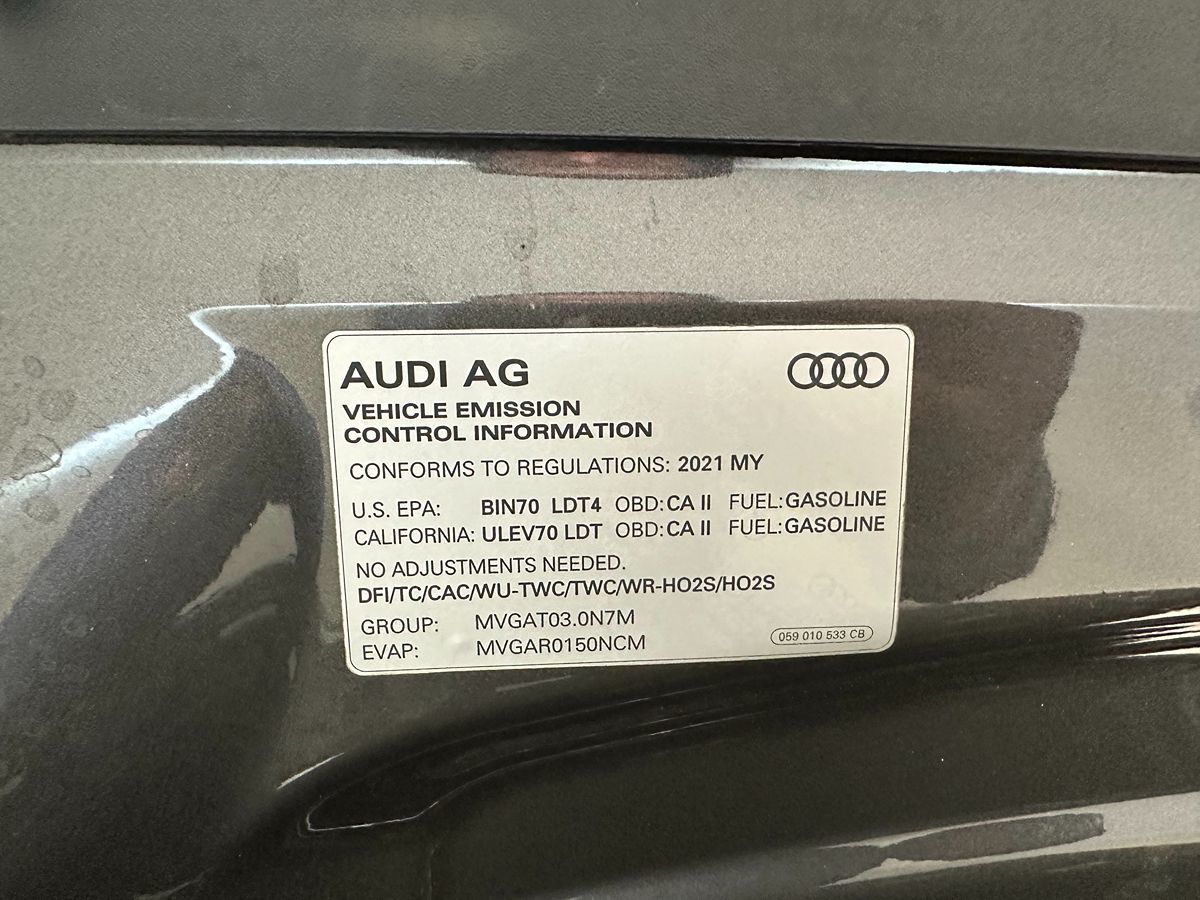 AUDI AG
VEHICLE EMISSION
CONTROL INFORMATION
CONFORMS TO REGULATIONS: 2021 MY
U.S. EPA: BIN70 LDT4 OBD: CA II FUEL: GASOLINE
CALIFORNIA: ULEV70 LDT OBD: CA II FUEL: GASOLINE
NO ADJUSTMENTS NEEDED.
DFI/TC/CAC/WU-TWC/TWC/WR-HO2S/HO2S
GROUP: MVGAT03.0N7M
EVAP: MVGAR0150NCM
059 010 533 CB